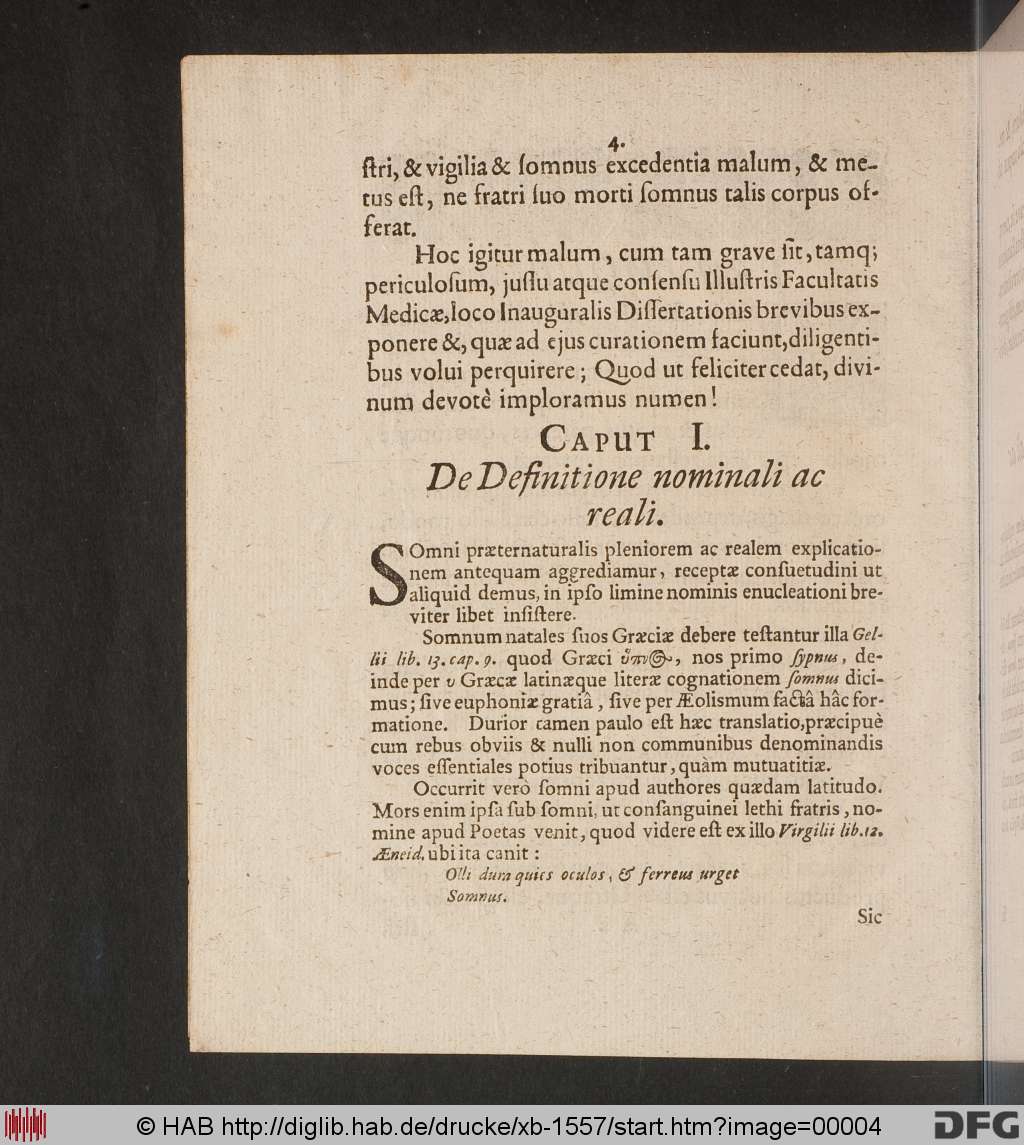 4.
ſtri, & vigilia & ſomnus excedentia malum, & me-
tus eſt, ne fratri ſuo morti ſomnus talis corpus of-
ferat.
Hoc igitur malum, cum tam grave ſit, tamq;
periculoſum, juſſu atque conſenſu Illuſtris Facultatis
Medicæ, loco Inauguralis Diſſertationis brevibus ex-
ponere &, quæ ad ejus curationem faciunt, diligenti-
bus volui perquirere; Quod ut feliciter cedat, divi-
num devotè imploramus numen!
CAPUT I.
De Definitione nominali ac
reali.
SOmni præternaturalis pleniorem ac realem explicatio-
nem antequam aggrediamur, receptæ conſuetudini ut
aliquid demus, in ipſo limine nominis enucleationi bre-
viter libet inſiſtere.
Somnum natales ſuos Græciæ debere teſtantur illa Gel-
lii lib. 13. cap. 9. quod Græci ὕπν⊕, nos primo ſypnus, de-
inde per υ Græcæ latinæque literæ cognationem ſomnus dici-
mus; ſive euphoniæ gratiâ, ſive per Æolismum factâ hâc for-
matione. Durior tamen paulo eſt hæc translatio, præcipuè
cum rebus obviis & nulli non communibus denominandis
voces eſſentiales potius tribuantur, quàm mutuatitiæ.
Occurrit verò ſomni apud authores quædam latitudo.
Mors enim ipſa ſub ſomni, ut conſanguinei lethi fratris, no-
mine apud Poetas venit, quod videre eſt ex illo Virgilii lib. 12.
Æneid. ubi ita canit:
Olli dura quies oculos, & ferreus urget
Somnus.
Sic
© HAB http://diglib.hab.de/drucke/xb-1557/start.htm?image=00004
DFG